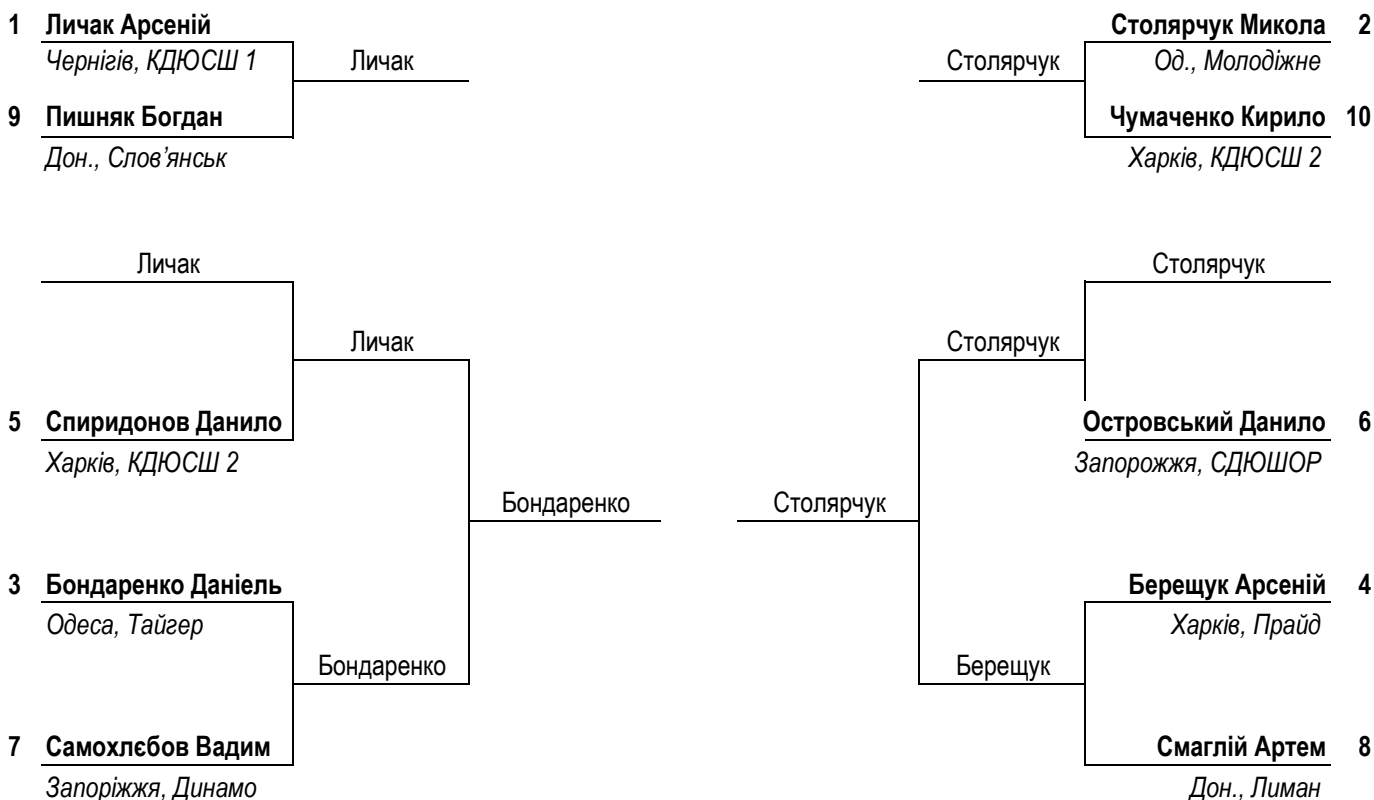 1 Личак Арсеній
Столярчук Микола 2
Чернігів, КДЮСШ 1
Личак
Столярчук
Од., Молодіжне
9 Пишняк Богдан
Чумаченко Кирило 10
Дон., Слов’янськ
Харків, КДЮСШ 2
Личак
Столярчук
Личак
Столярчук
5 Спиридонов Данило
Островський Данило 6
Харків, КДЮСШ 2
Запорожжя, СДЮШОР
Бондаренко
Столярчук
3 Бондаренко Даніель
Берещук Арсеній 4
Одеса, Тайгер
Харків, Прайд
Бондаренко
Берещук
7 Самохлєбов Вадим
Смаглій Артем 8
Запоріжжя, Динамо
Дон., Лиман